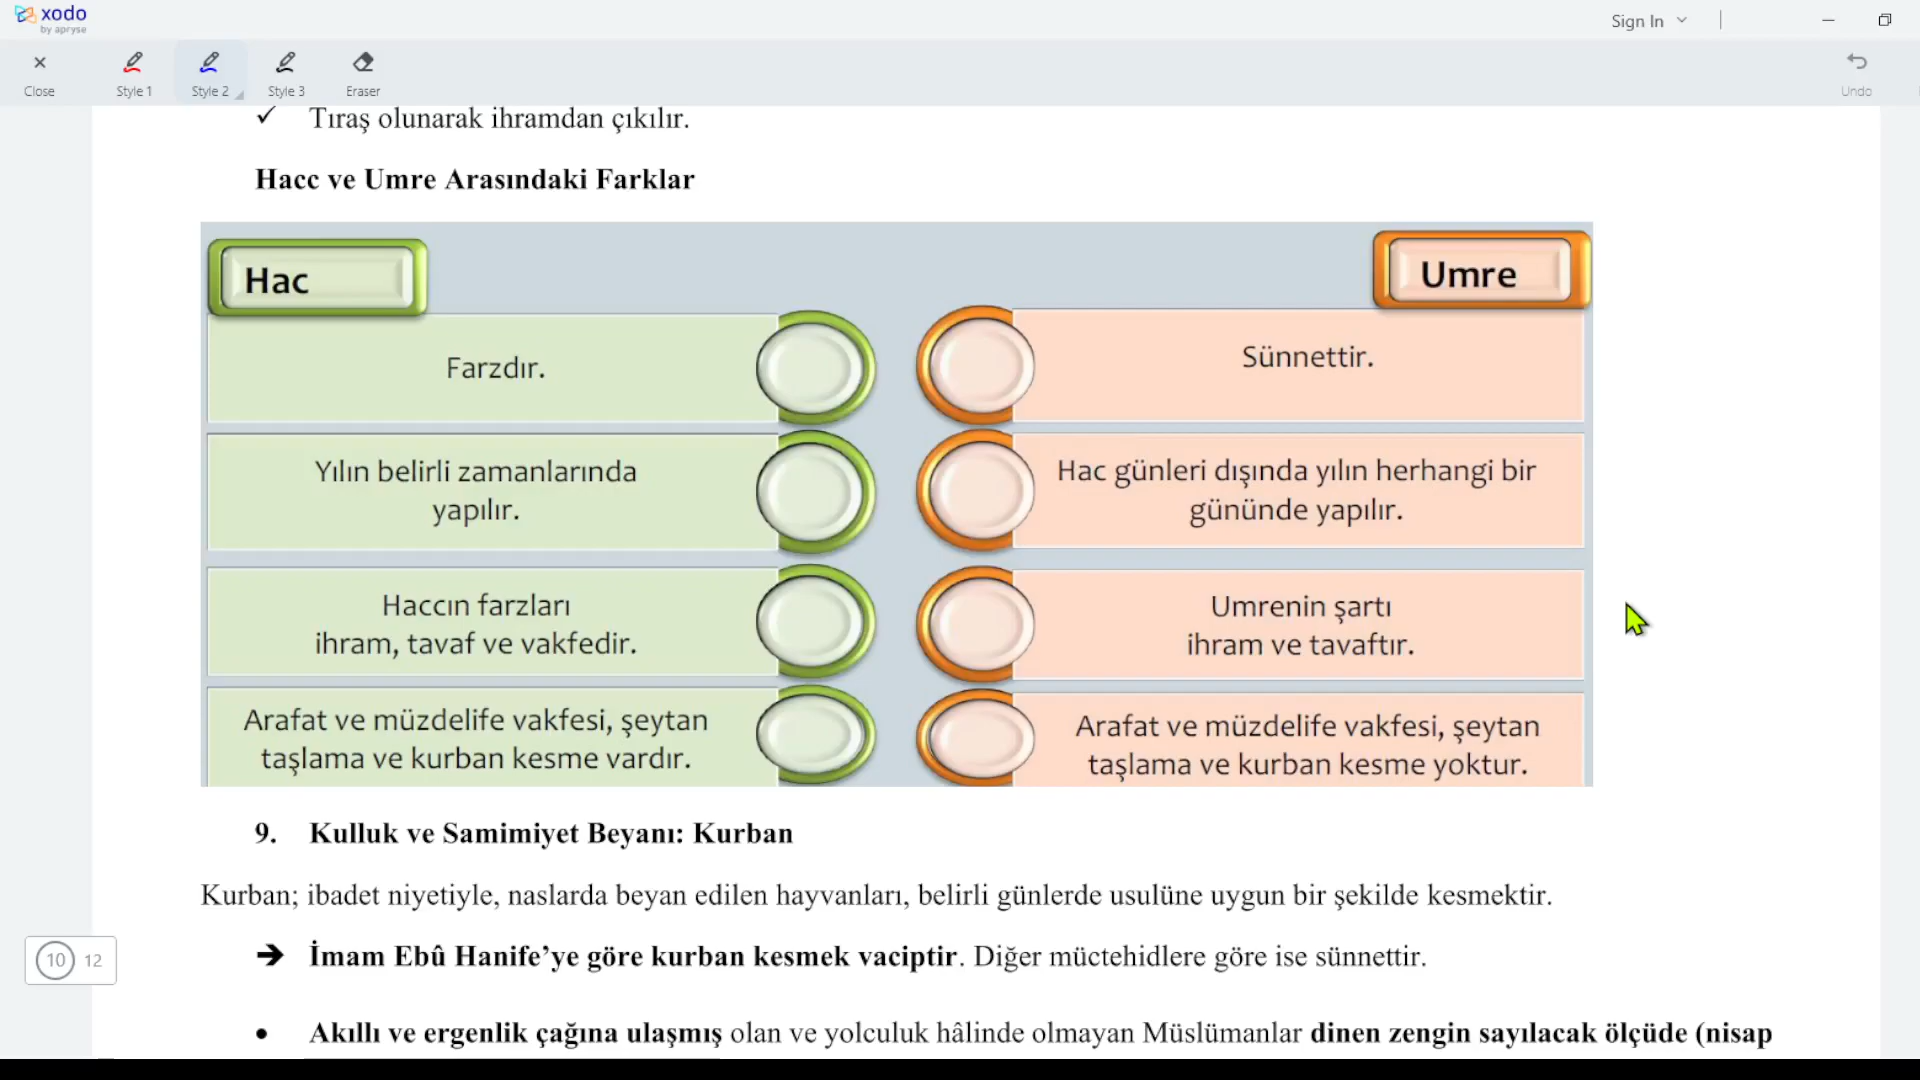 xodo
by apryse
Sign In
Close
Style 1
Style 2
Style 3
Eraser
Undo
✓ Tıraş olunarak ihramdan çıkılır.
Hacc ve Umre Arasındaki Farklar
Hac
Umre
Farzdır.
Sünnettir.
Yılın belirli zamanlarında
yapılır.
Hac günleri dışında yılın herhangi bir
gününde yapılır.
Haccın farzları
ihram, tavaf ve vakfedir.
Umrenin şartı
ihram ve tavaftır.
Arafat ve müzdelife vakfesi, şeytan
taşlama ve kurban kesme vardır.
Arafat ve müzdelife vakfesi, şeytan
taşlama ve kurban kesme yoktur.
9. Kulluk ve Samimiyet Beyanı: Kurban
Kurban; ibadet niyetiyle, naslarda beyan edilen hayvanları, belirli günlerde usulüne uygun bir şekilde kesmektir.
➔ İmam Ebû Hanife’ye göre kurban kesmek vaciptir. Diğer müctehidlere göre ise sünnettir.
10 12
• Akıllı ve ergenlik çağına ulaşmış olan ve yolculuk hâlinde olmayan Müslümanlar dinen zengin sayılacak ölçüde (nisap